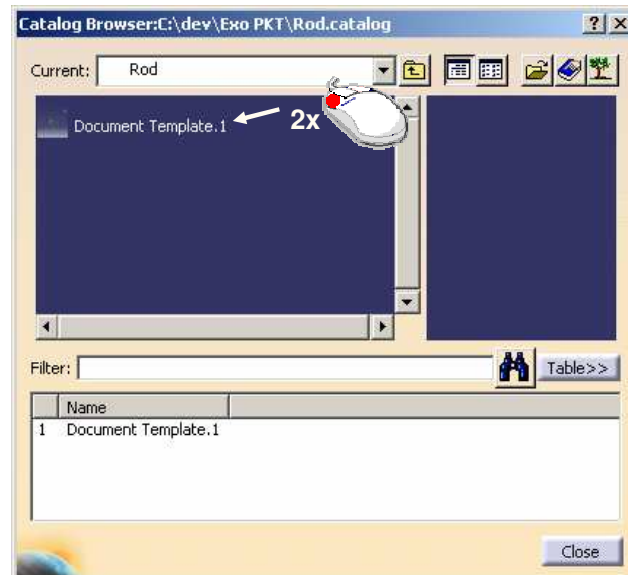 Catalog Browser:C:\dev\Exo PKT\Rod.catalog
Current: Rod
Document Template.1 2x
Filter: Table>>
Name
1 Document Template.1
Close